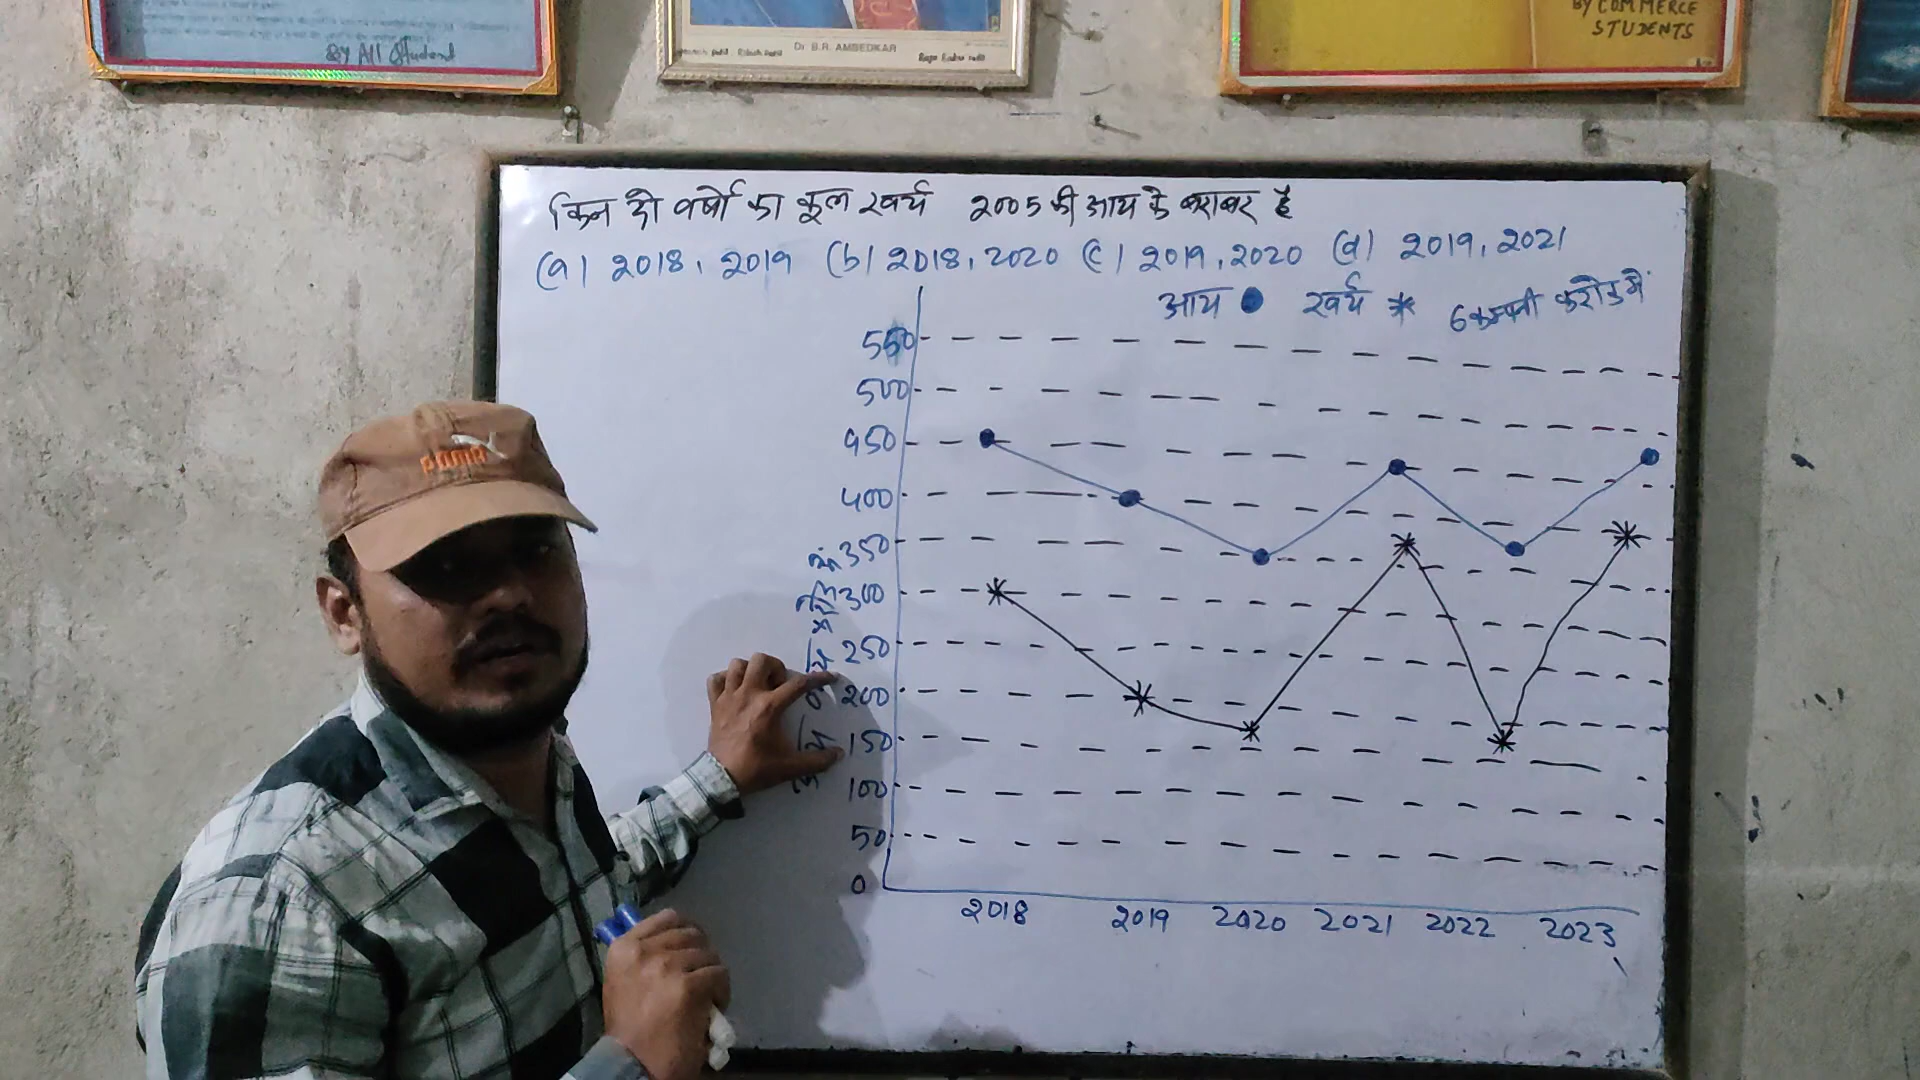 By All Student
Dr B.R. AMBEDKAR
BY COMMERCE
STUDENTS
puma
किन दो वर्षो का कूल खर्च 2005 की आय के बराबर है
(a) 2018, 2019 (b) 2018, 2020 (c) 2019, 2020 (d) 2019, 2021
आय ● खर्च * 6 कम्पनी करोड में
550
500
450
400
350
300
250
200
150
100
50
0
2018 2019 2020 2021 2022 2023